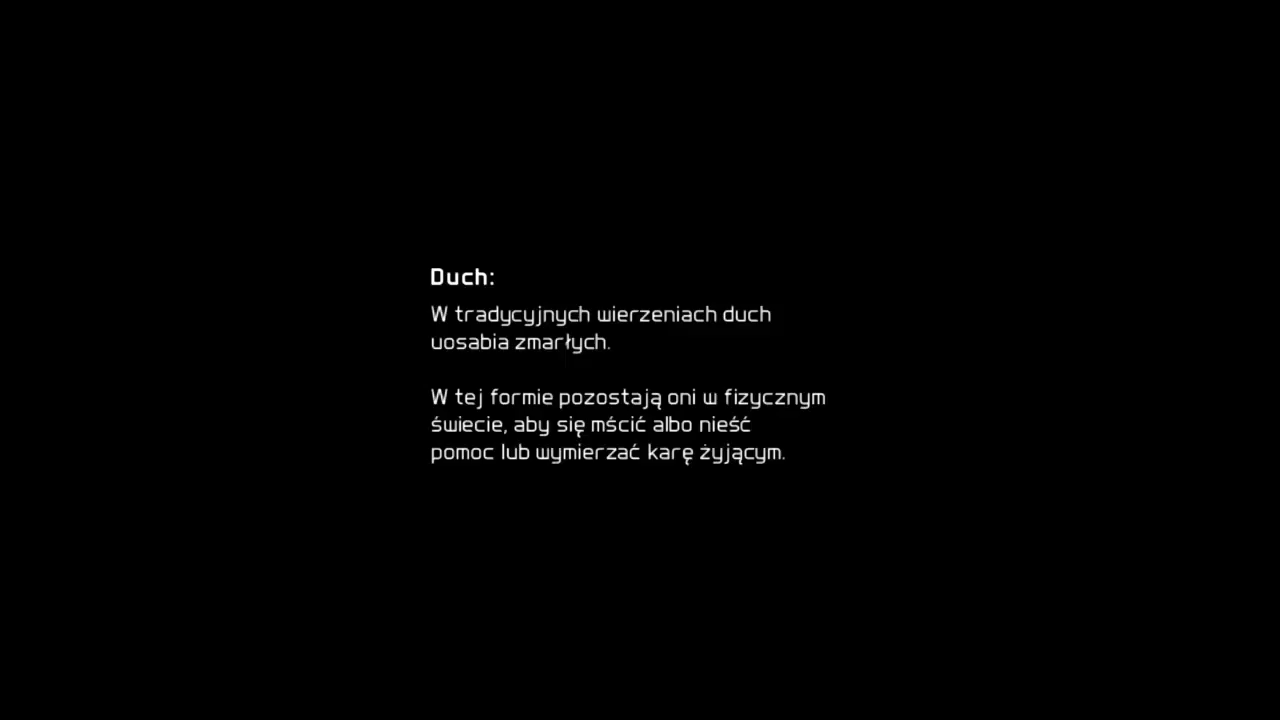 Duch:
W tradycyjnych wierzeniach duch
uosabia zmarłych.
W tej formie pozostają oni w fizycznym
świecie, aby się mścić albo nieść
pomoc lub wymierzać karę żyjącym.